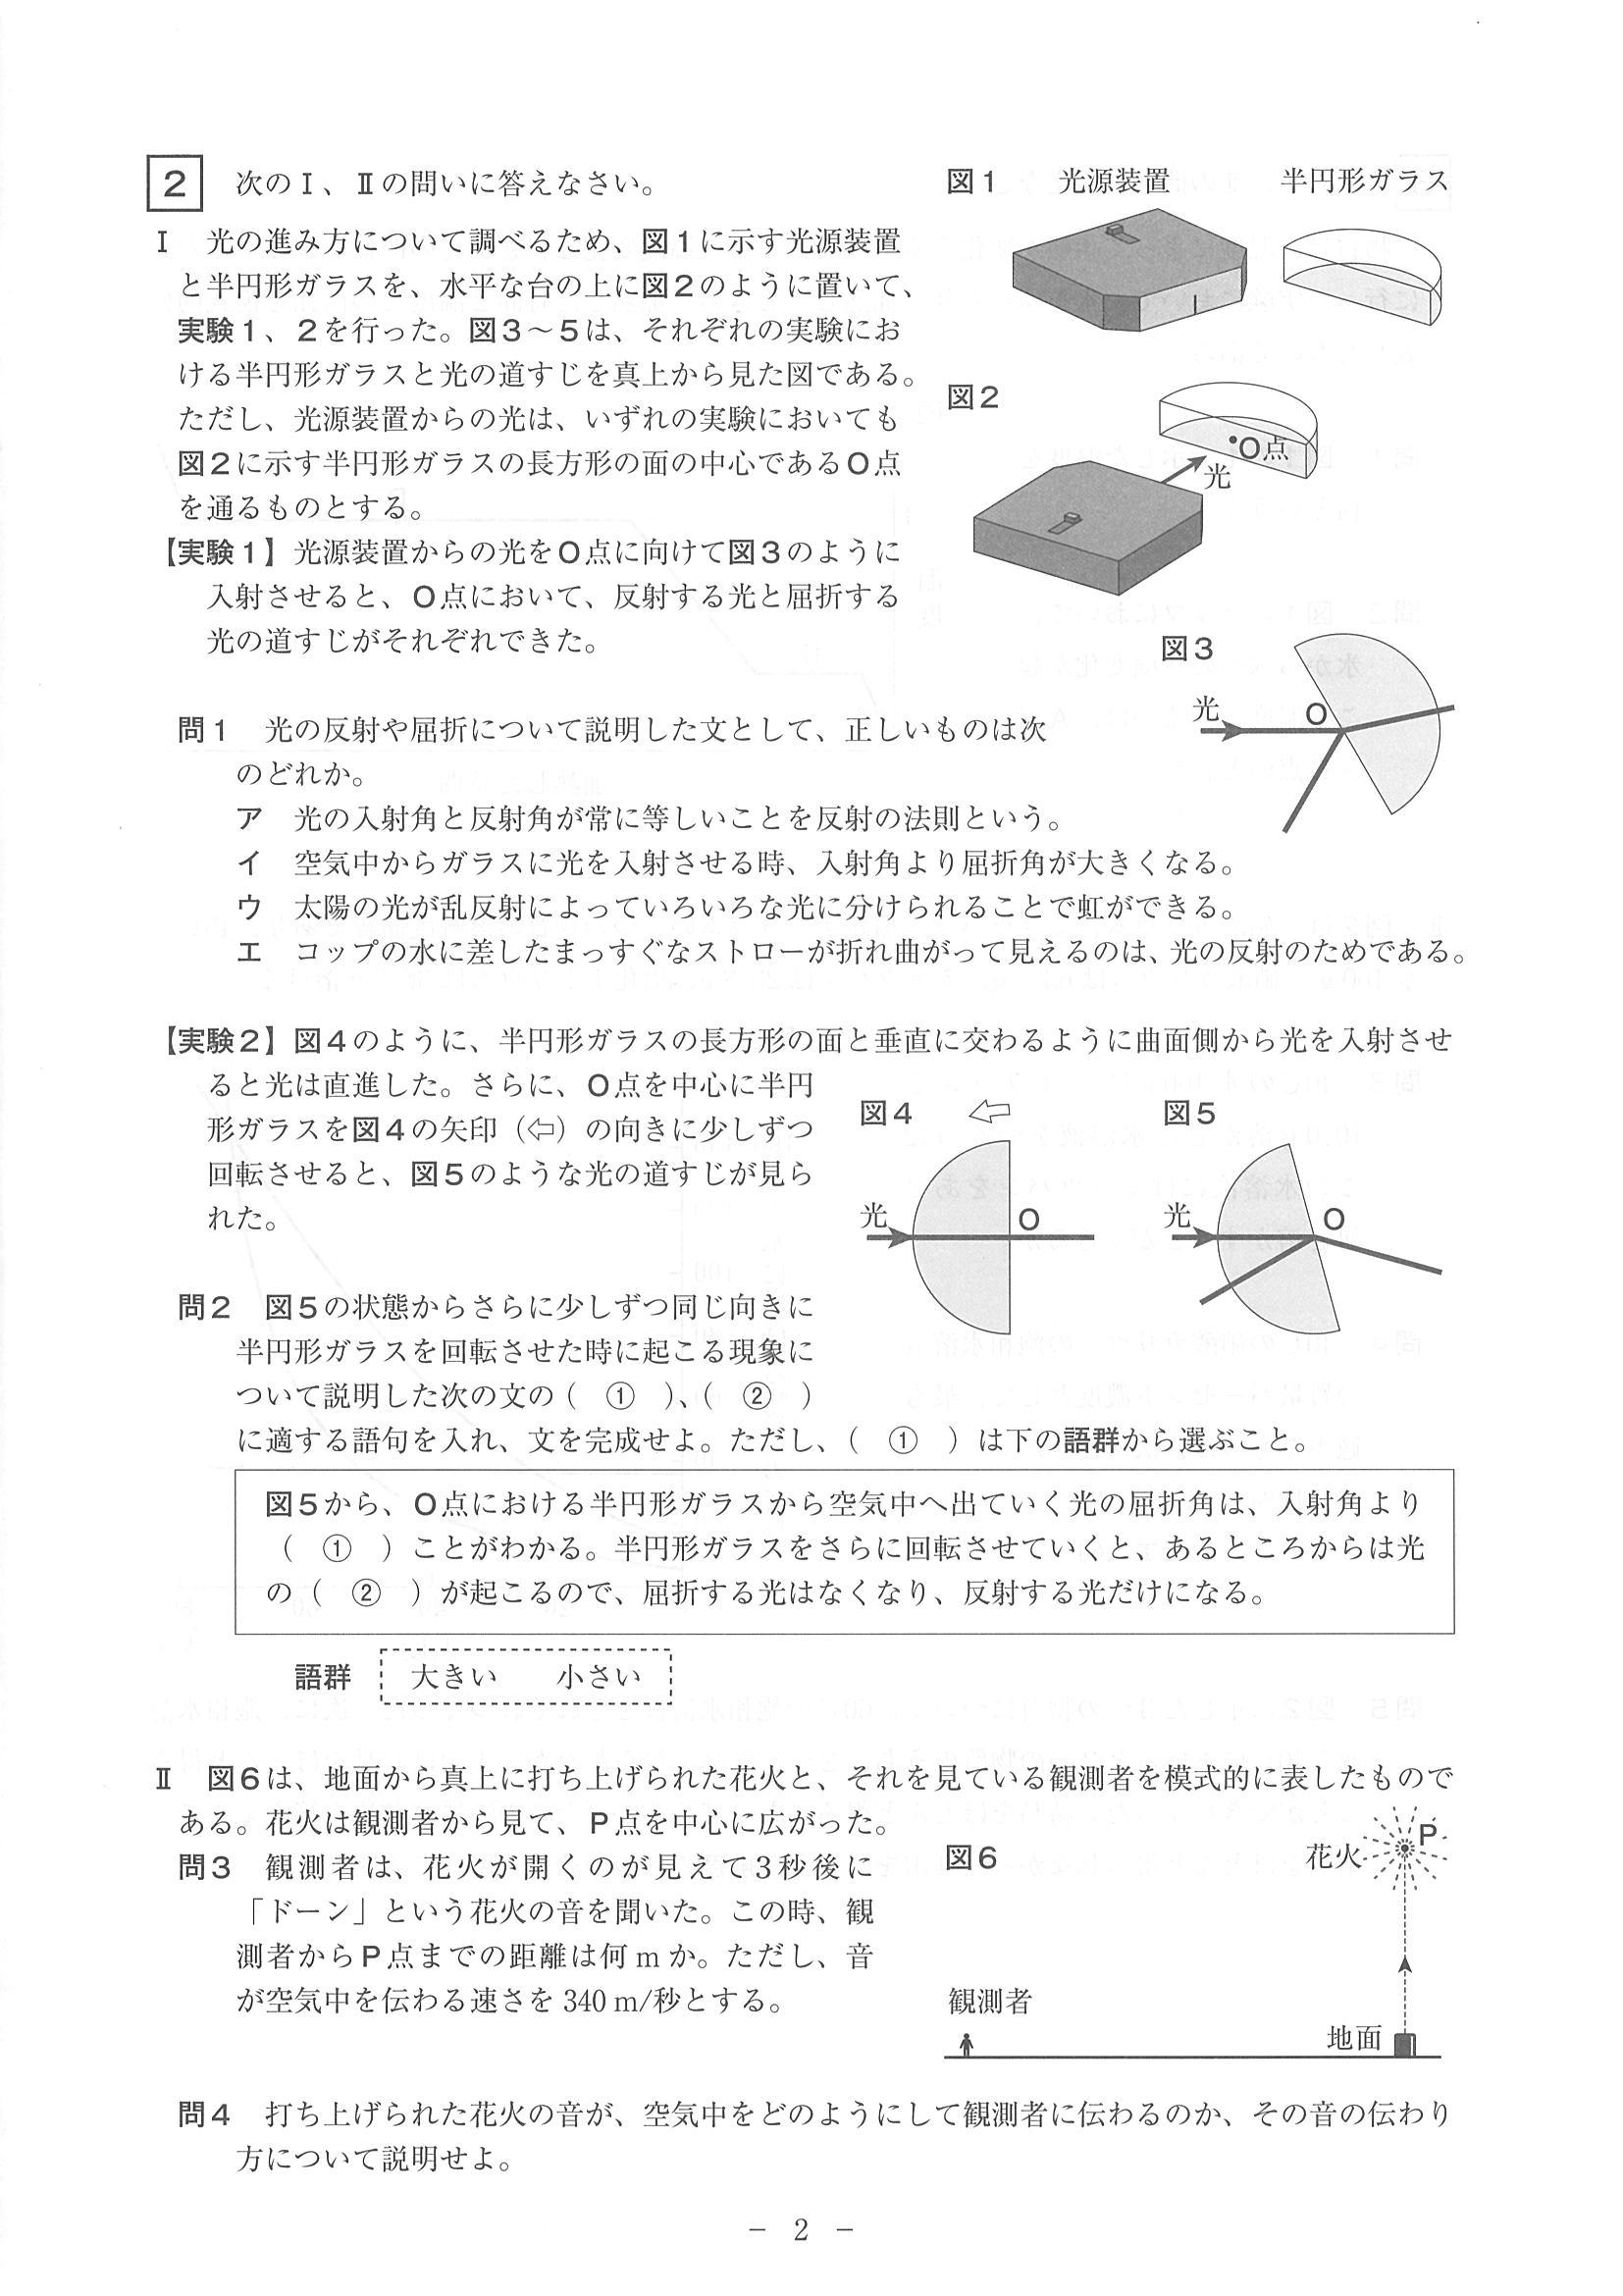 2 次のⅠ、Ⅱの問いに答えなさい。
図1 光源装置 半円形ガラス
Ⅰ 光の進み方について調べるため、図1に示す光源装置
と半円形ガラスを、水平な台の上に図2のように置いて、
実験1、2を行った。図3～5は、それぞれの実験にお
ける半円形ガラスと光の道すじを真上から見た図である。
ただし、光源装置からの光は、いずれの実験においても
図2に示す半円形ガラスの長方形の面の中心であるO点
を通るものとする。
図2
O点
光
【実験1】光源装置からの光をO点に向けて図3のように
入射させると、O点において、反射する光と屈折する
光の道すじがそれぞれできた。
図3
光 O
問1 光の反射や屈折について説明した文として、正しいものは次
のどれか。
ア 光の入射角と反射角が常に等しいことを反射の法則という。
イ 空気中からガラスに光を入射させる時、入射角より屈折角が大きくなる。
ウ 太陽の光が乱反射によっていろいろな光に分けられることで虹ができる。
エ コップの水に差したまっすぐなストローが折れ曲がって見えるのは、光の反射のためである。
【実験2】図4のように、半円形ガラスの長方形の面と垂直に交わるように曲面側から光を入射させ
ると光は直進した。さらに、O点を中心に半円
形ガラスを図4の矢印（⇦）の向きに少しずつ
回転させると、図5のような光の道すじが見ら
れた。
図4
光 O
図5
光 O
問2 図5の状態からさらに少しずつ同じ向きに
半円形ガラスを回転させた時に起こる現象に
ついて説明した次の文の（ ① ）、（ ② ）
に適する語句を入れ、文を完成せよ。ただし、（ ① ）は下の語群から選ぶこと。
図5から、O点における半円形ガラスから空気中へ出ていく光の屈折角は、入射角より
（ ① ）ことがわかる。半円形ガラスをさらに回転させていくと、あるところからは光
の（ ② ）が起こるので、屈折する光はなくなり、反射する光だけになる。
語群 大きい 小さい
Ⅱ 図6は、地面から真上に打ち上げられた花火と、それを見ている観測者を模式的に表したもので
ある。花火は観測者から見て、P点を中心に広がった。
問3 観測者は、花火が開くのが見えて3秒後に
「ドーン」という花火の音を聞いた。この時、観
測者からP点までの距離は何mか。ただし、音
が空気中を伝わる速さを340 m/秒とする。
図6
花火 P
観測者
地面
問4 打ち上げられた花火の音が、空気中をどのようにして観測者に伝わるのか、その音の伝わり
方について説明せよ。
－ 2 －